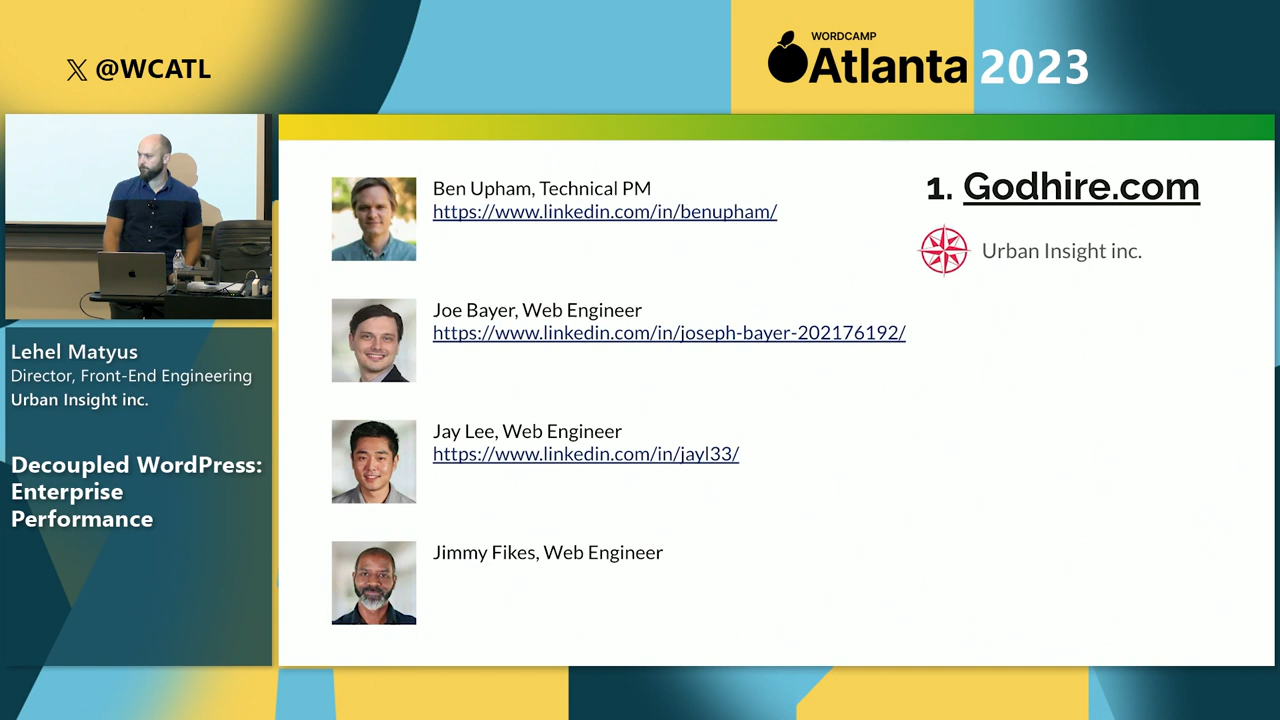 𝕏 @WCATL
WORDCAMP
Atlanta 2023
Lehel Matyus
Director, Front-End Engineering
Urban Insight inc.
Decoupled WordPress:
Enterprise
Performance
Ben Upham, Technical PM
https://www.linkedin.com/in/benupham/
Joe Bayer, Web Engineer
https://www.linkedin.com/in/joseph-bayer-202176192/
Jay Lee, Web Engineer
https://www.linkedin.com/in/jayl33/
Jimmy Fikes, Web Engineer
1. Godhire.com
Urban Insight inc.